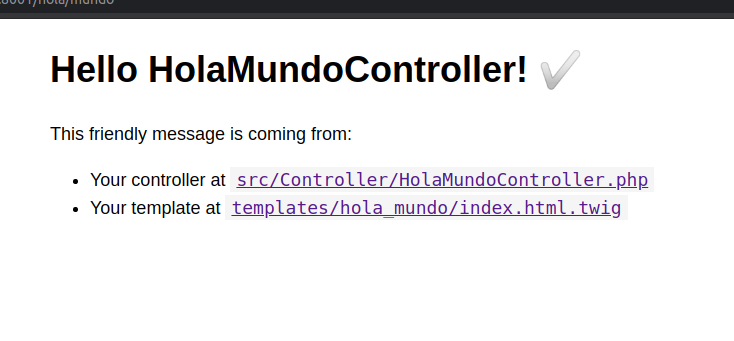 :8001/hola/mundo
Hello HolaMundoController! ✔
This friendly message is coming from:
• Your controller at src/Controller/HolaMundoController.php
• Your template at templates/hola_mundo/index.html.twig